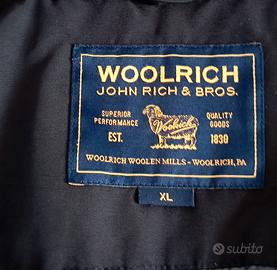 WOOLRICH
JOHN RICH & BROS.
SUPERIOR PERFORMANCE
QUALITY GOODS
Woolrich
EST.
1830
WOOLRICH WOOLEN MILLS - WOOLRICH, PA
XL
subito